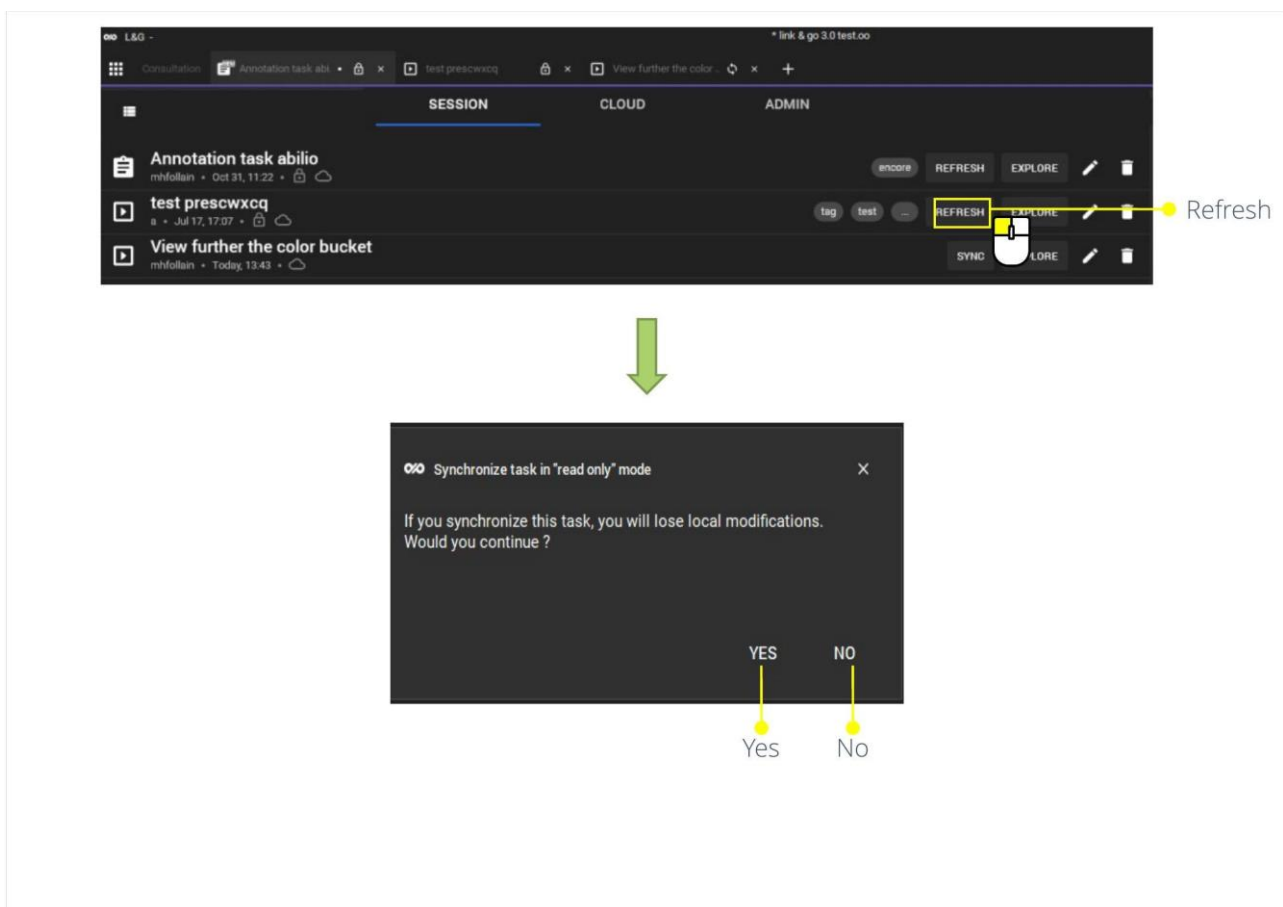 L&G -
* link & go 3.0 test.oo
Consultation
Annotation task abi. •
test prescwxcq
View further the color ..
SESSION CLOUD ADMIN
Annotation task abilio
encore REFRESH EXPLORE
mhfollain • Oct 31, 11:22 •
test prescwxcq
tag test ... REFRESH EXPLORE
Refresh
a • Jul 17, 17:07 •
View further the color bucket
SYNC
mhfollain • Today, 13:43 •
Synchronize task in "read only" mode
If you synchronize this task, you will lose local modifications.
Would you continue ?
YES NO
Yes No